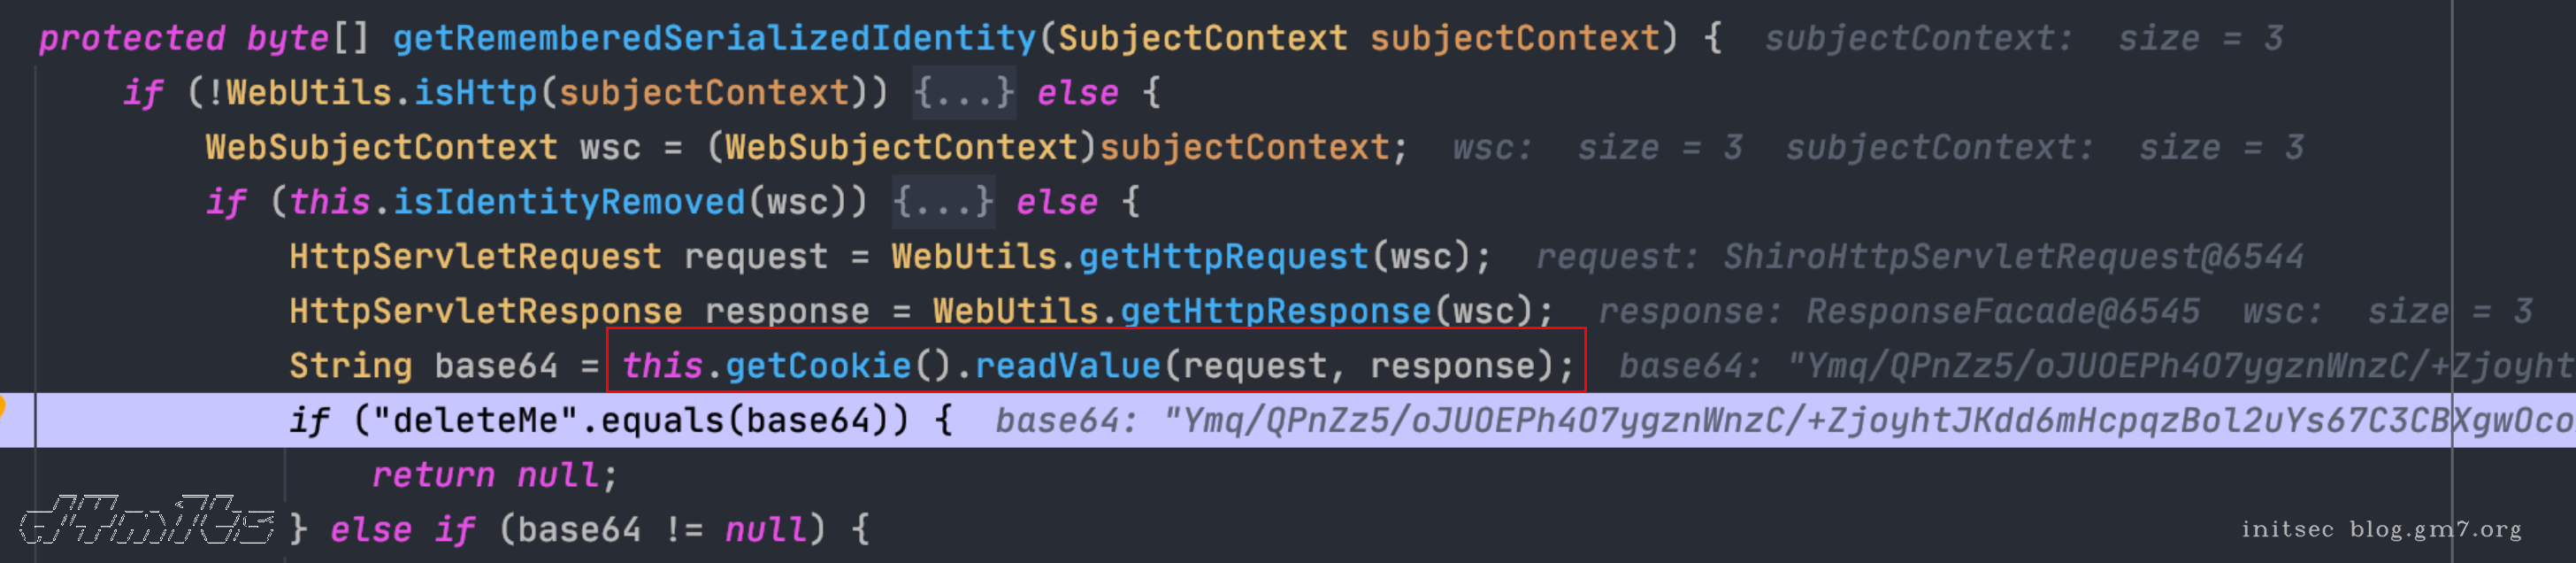 protected byte[] getRememberedSerializedIdentity(SubjectContext subjectContext) {  subjectContext:  size = 3
if (!WebUtils.isHttp(subjectContext)) {...} else {
WebSubjectContext wsc = (WebSubjectContext)subjectContext;  wsc:  size = 3  subjectContext:  size = 3
if (this.isIdentityRemoved(wsc)) {...} else {
HttpServletRequest request = WebUtils.getHttpRequest(wsc);  request: ShiroHttpServletRequest@6544
HttpServletResponse response = WebUtils.getHttpResponse(wsc);  response: ResponseFacade@6545  wsc:  size = 3
String base64 = this.getCookie().readValue(request, response);  base64: "Ymq/QPnZz5/oJUOEPh4O7ygznWnzC/+Zjoyht
if ("deleteMe".equals(base64)) {  base64: "Ymq/QPnZz5/oJUOEPh4O7ygznWnzC/+ZjoyhtJKdd6mHcpqzBol2uYs67C3CBXgwOco
return null;
} else if (base64 != null) {
initsec blog.gm7.org